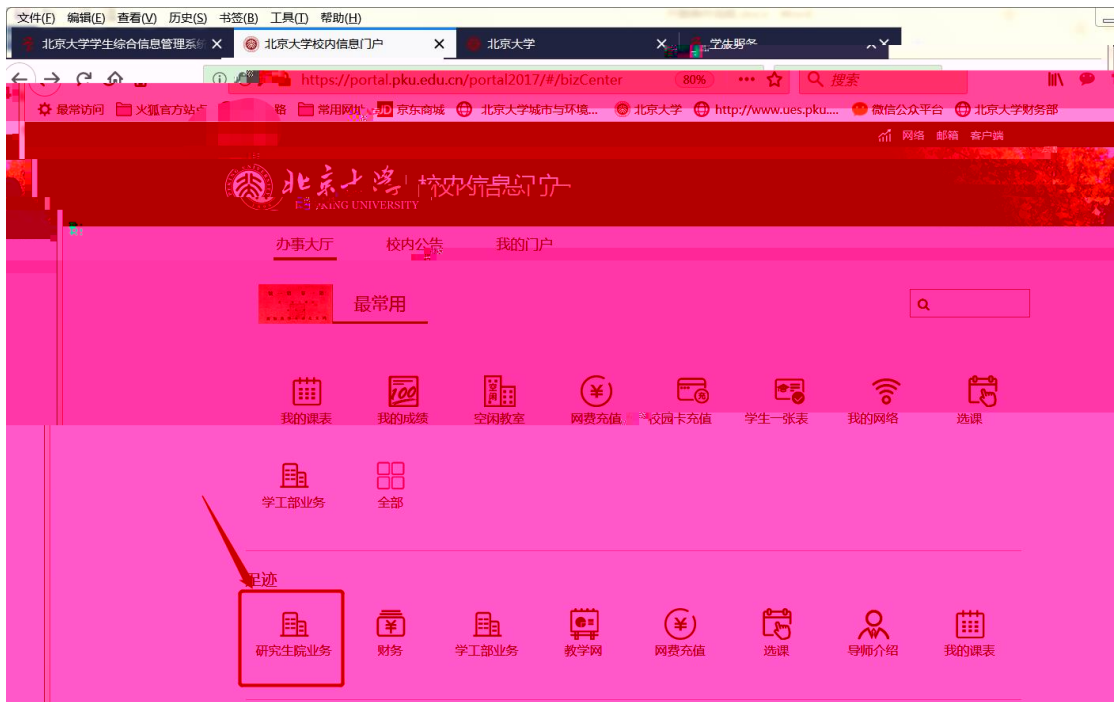 文件(F) 编辑(E) 查看(V) 历史(S) 书签(B) 工具(T) 帮助(H)
北京大学学生综合信息管理系统 北京大学校内信息门户 北京大学
https://portal.pku.edu.cn/portal2017/#/bizCenter 80% 搜索
最常访问 火狐官方站点 常用网址 JD 京东商城 北京大学城市与环境... 北京大学 http://www.ues.pku.... 微信公众平台 北京大学财务部
网络 邮箱 客户端
北京大学 校内信息门户
UNIVERSITY
办事大厅 校内公告 我的门户
最常用
我的课表 我的成绩 空闲教室 网费充值 校园卡充值 学生一张表 我的网络 选课
学工部业务 全部
足迹
研究生院业务 财务 学工部业务 教学网 网费充值 选课 导师介绍 我的课表